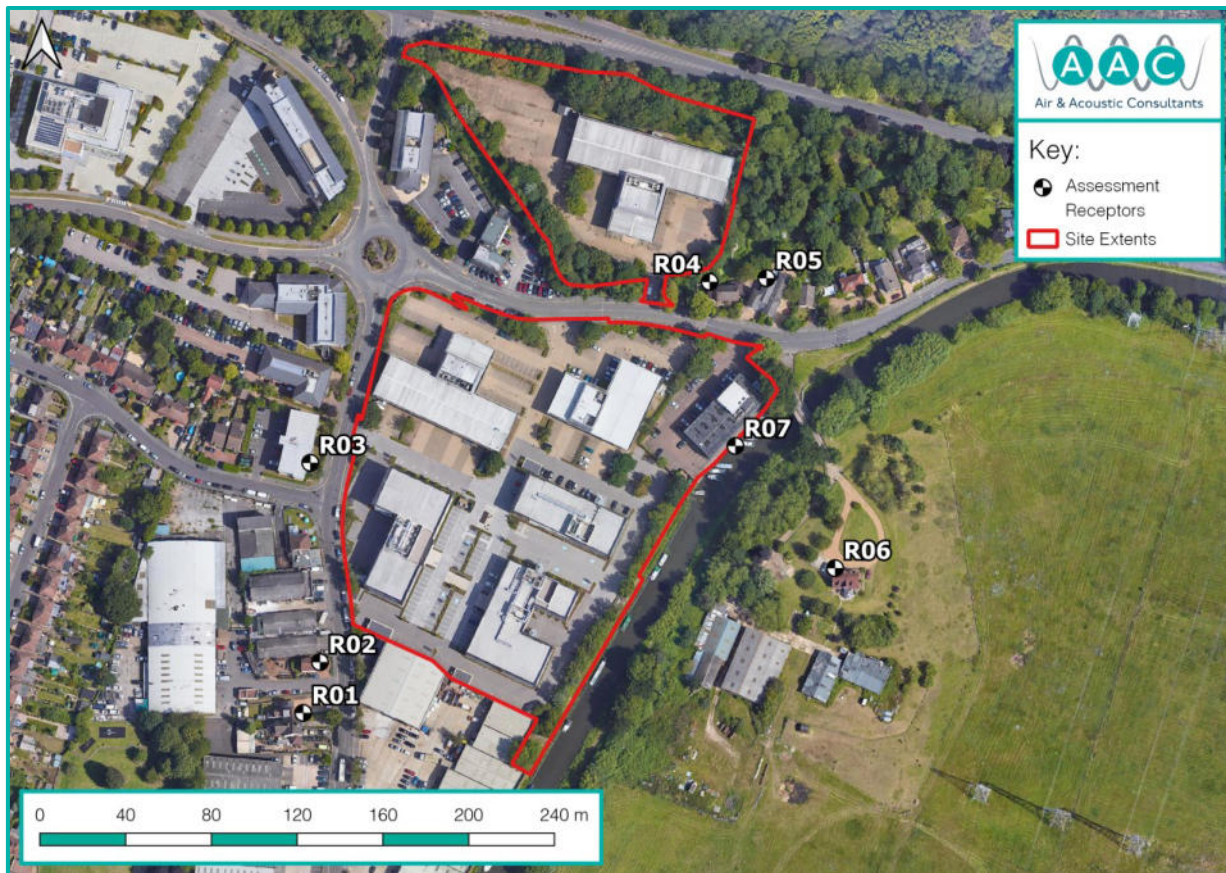 AAC
Air & Acoustic Consultants
Key:
Assessment
Receptors
Site Extents
R04
R05
R03
R07
R06
R02
R01
0 40 80 120 160 200 240 m